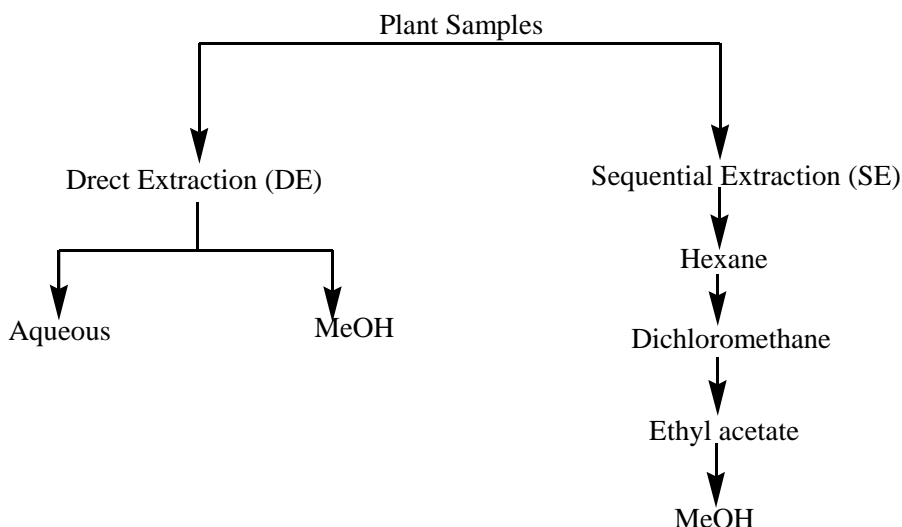 Plant Samples
Drect Extraction (DE)
Sequential Extraction (SE)
Hexane
Aqueous
MeOH
Dichloromethane
Ethyl acetate
MeOH